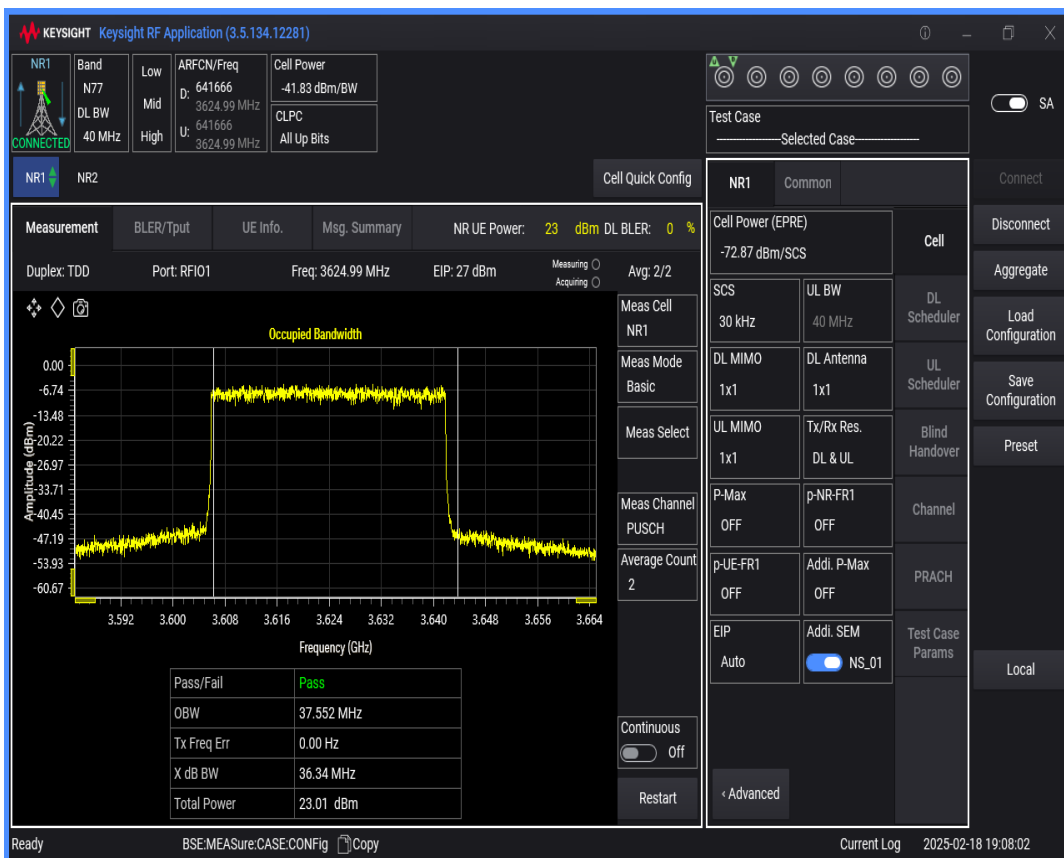 KEYSIGHT Keysight RF Application (3.5.134.12281)
NR1
CONNECTED
Band
N77
DL BW
40 MHz
Low
Mid
High
ARFCN/Freq
D: 641666
3624.99 MHz
U: 641666
3624.99 MHz
Cell Power
-41.83 dBm/BW
CLPC
All Up Bits
Test Case
Selected Case
SA
NR1
NR2
Cell Quick Config
NR1
Common
Connect
Disconnect
Aggregate
Load
Configuration
Save
Configuration
Preset
Local
Measurement
BLER/Tput
UE Info.
Msg. Summary
NR UE Power: 23 dBm DL BLER: 0 %
Duplex: TDD
Port: RFIO1
Freq: 3624.99 MHz
EIP: 27 dBm
Measuring
Acquiring
Avg: 2/2
Occupied Bandwidth
Amplitude (dBm)
0.00
-6.74
-13.48
-20.22
-26.97
-33.71
-40.45
-47.19
-53.93
-60.67
3.592 3.600 3.608 3.616 3.624 3.632 3.640 3.648 3.656 3.664
Frequency (GHz)
Pass/Fail Pass
OBW 37.552 MHz
Tx Freq Err 0.00 Hz
X dB BW 36.34 MHz
Total Power 23.01 dBm
Meas Cell
NR1
Meas Mode
Basic
Meas Select
Meas Channel
PUSCH
Average Count
2
Continuous
Off
Restart
Cell Power (EPRE)
-72.87 dBm/SCS
SCS
30 kHz
UL BW
40 MHz
DL MIMO
1x1
DL Antenna
1x1
UL MIMO
1x1
Tx/Rx Res.
DL & UL
P-Max
OFF
p-NR-FR1
OFF
p-UE-FR1
OFF
Addi. P-Max
OFF
EIP
Auto
Addi. SEM
NS_01
‹ Advanced
Cell
DL
Scheduler
UL
Scheduler
Blind
Handover
Channel
PRACH
Test Case
Params
Ready
BSE:MEASure:CASE:CONFig Copy
Current Log
2025-02-18 19:08:02